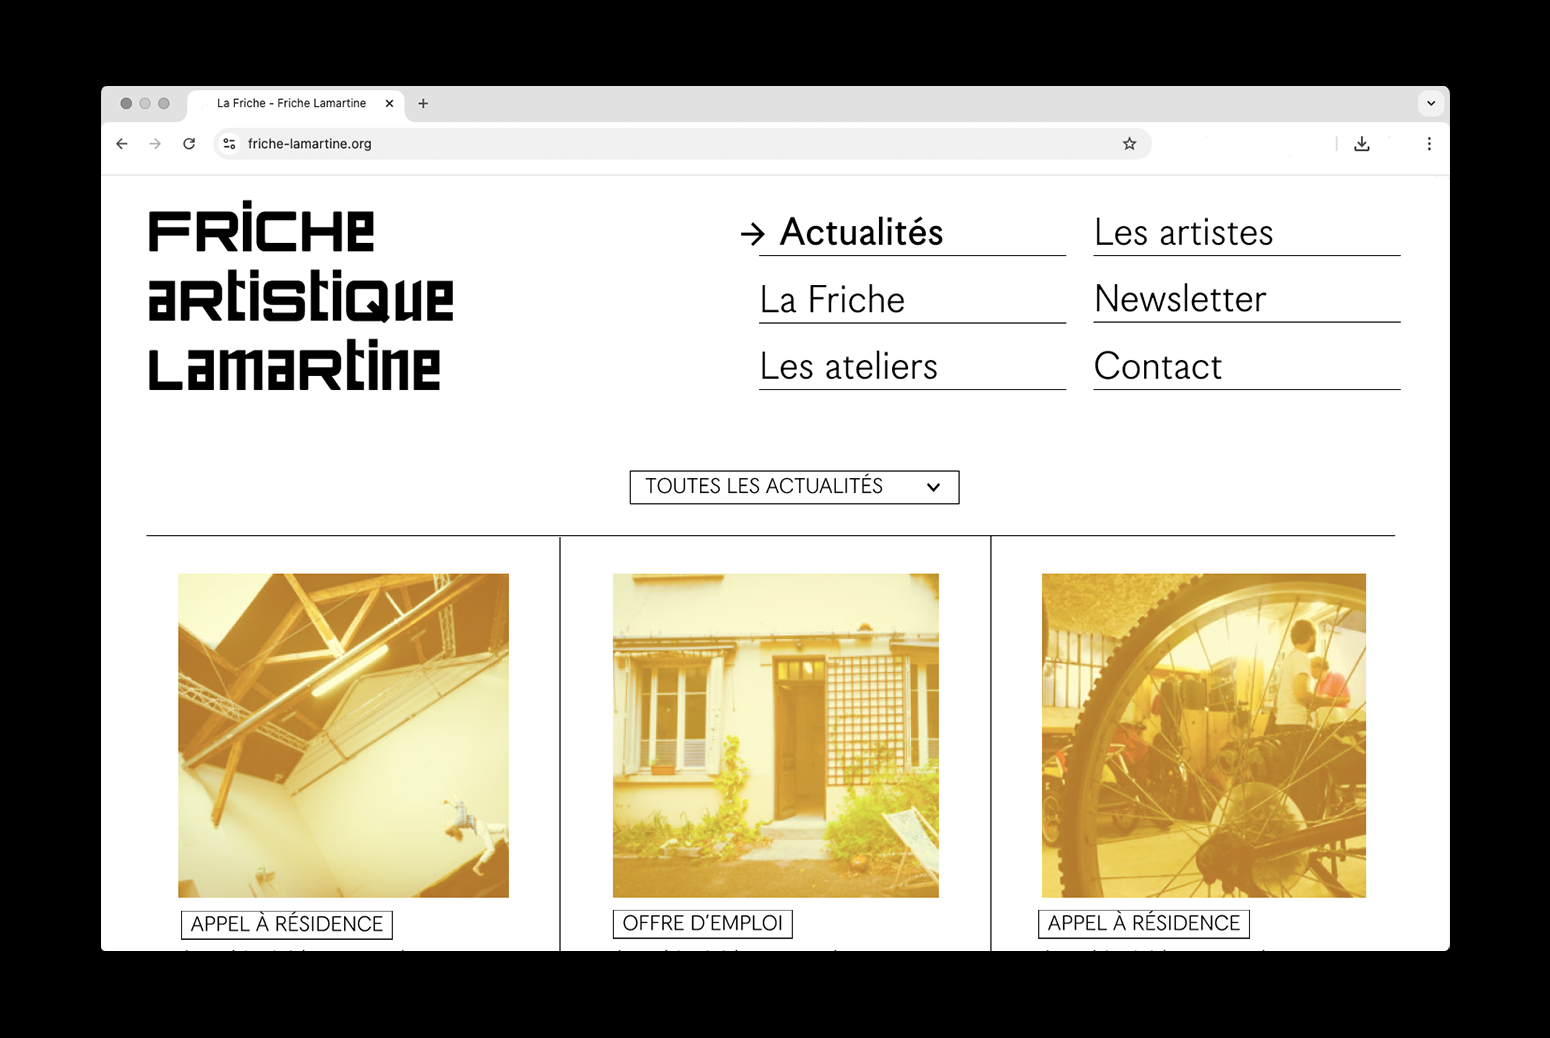 La Friche - Friche Lamartine
friche-lamartine.org
FRiCHe
aRtistiQue
LamaRtine
→ Actualités
La Friche
Les ateliers
Les artistes
Newsletter
Contact
TOUTES LES ACTUALITÉS
APPEL À RÉSIDENCE
OFFRE D’EMPLOI
APPEL À RÉSIDENCE